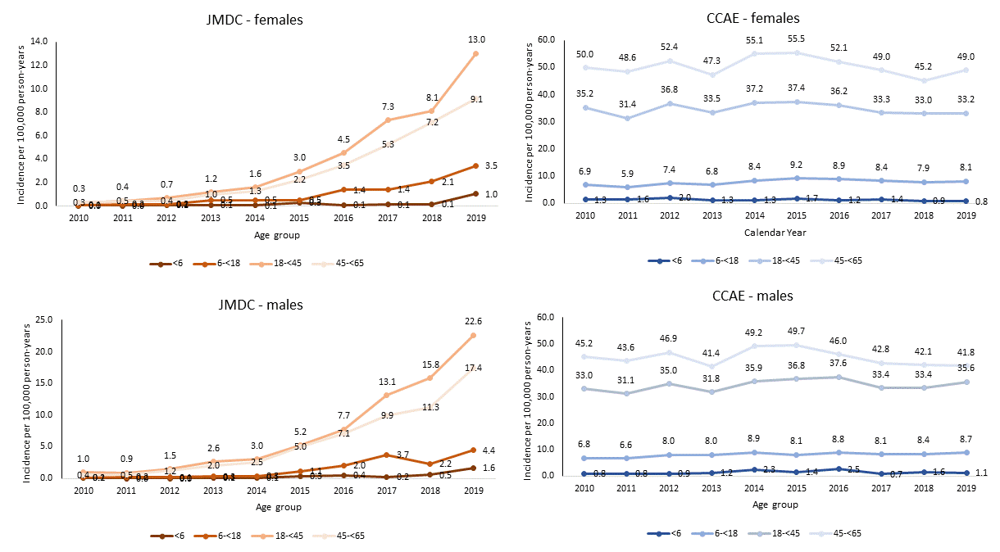 JMDC - females
Incidence per 100,000 person-years
14.0
12.0
10.0
8.0
6.0
4.0
2.0
0.0
0.3 0.4 0.7 1.2 1.6 3.0 4.5 7.3 8.1 13.0
0.3 0.5 0.4 1.0 1.3 2.2 3.5 5.3 7.2 9.1
0.5 0.5 1.4 1.4 2.1 3.5
0.1 0.1 0.1 0.1 0.1 1.0
2010 2011 2012 2013 2014 2015 2016 2017 2018 2019
Age group
<6 6-<18 18-<45 45-<65
CCAE - females
Incidence per 100,000 person-years
60.0
50.0
40.0
30.0
20.0
10.0
0.0
50.0 48.6 52.4 47.3 55.1 55.5 52.1 49.0 45.2 49.0
35.2 31.4 36.8 33.5 37.2 37.4 36.2 33.3 33.0 33.2
6.9 5.9 7.4 6.8 8.4 9.2 8.9 8.4 7.9 8.1
1.3 1.6 2.0 1.3 1.3 1.7 1.2 1.4 0.9 0.8
2010 2011 2012 2013 2014 2015 2016 2017 2018 2019
Calendar Year
<6 6-<18 18-<45 45-<65
JMDC - males
Incidence per 100,000 person-years
25.0
20.0
15.0
10.0
5.0
0.0
1.0 0.9 1.5 2.6 3.0 5.2 7.7 13.1 15.8 22.6
0.4 0.5 1.2 2.0 2.5 5.0 7.1 9.9 11.3 17.4
1.1 2.0 3.7 2.2 4.4
0.1 0.3 0.4 0.2 0.5 1.6
2010 2011 2012 2013 2014 2015 2016 2017 2018 2019
Age group
<6 6-<18 18-<45 45-<65
CCAE - males
Incidence per 100,000 person-years
60.0
50.0
40.0
30.0
20.0
10.0
0.0
45.2 43.6 46.9 41.4 49.2 49.7 46.0 42.8 42.1 41.8
33.0 31.1 35.0 31.8 35.9 36.8 37.6 33.4 33.4 35.6
6.8 6.6 8.0 8.0 8.9 8.1 8.8 8.1 8.4 8.7
0.8 0.8 0.9 1.2 2.3 1.4 2.5 0.7 1.6 1.1
2010 2011 2012 2013 2014 2015 2016 2017 2018 2019
Age group
<6 6-<18 18-<45 45-<65